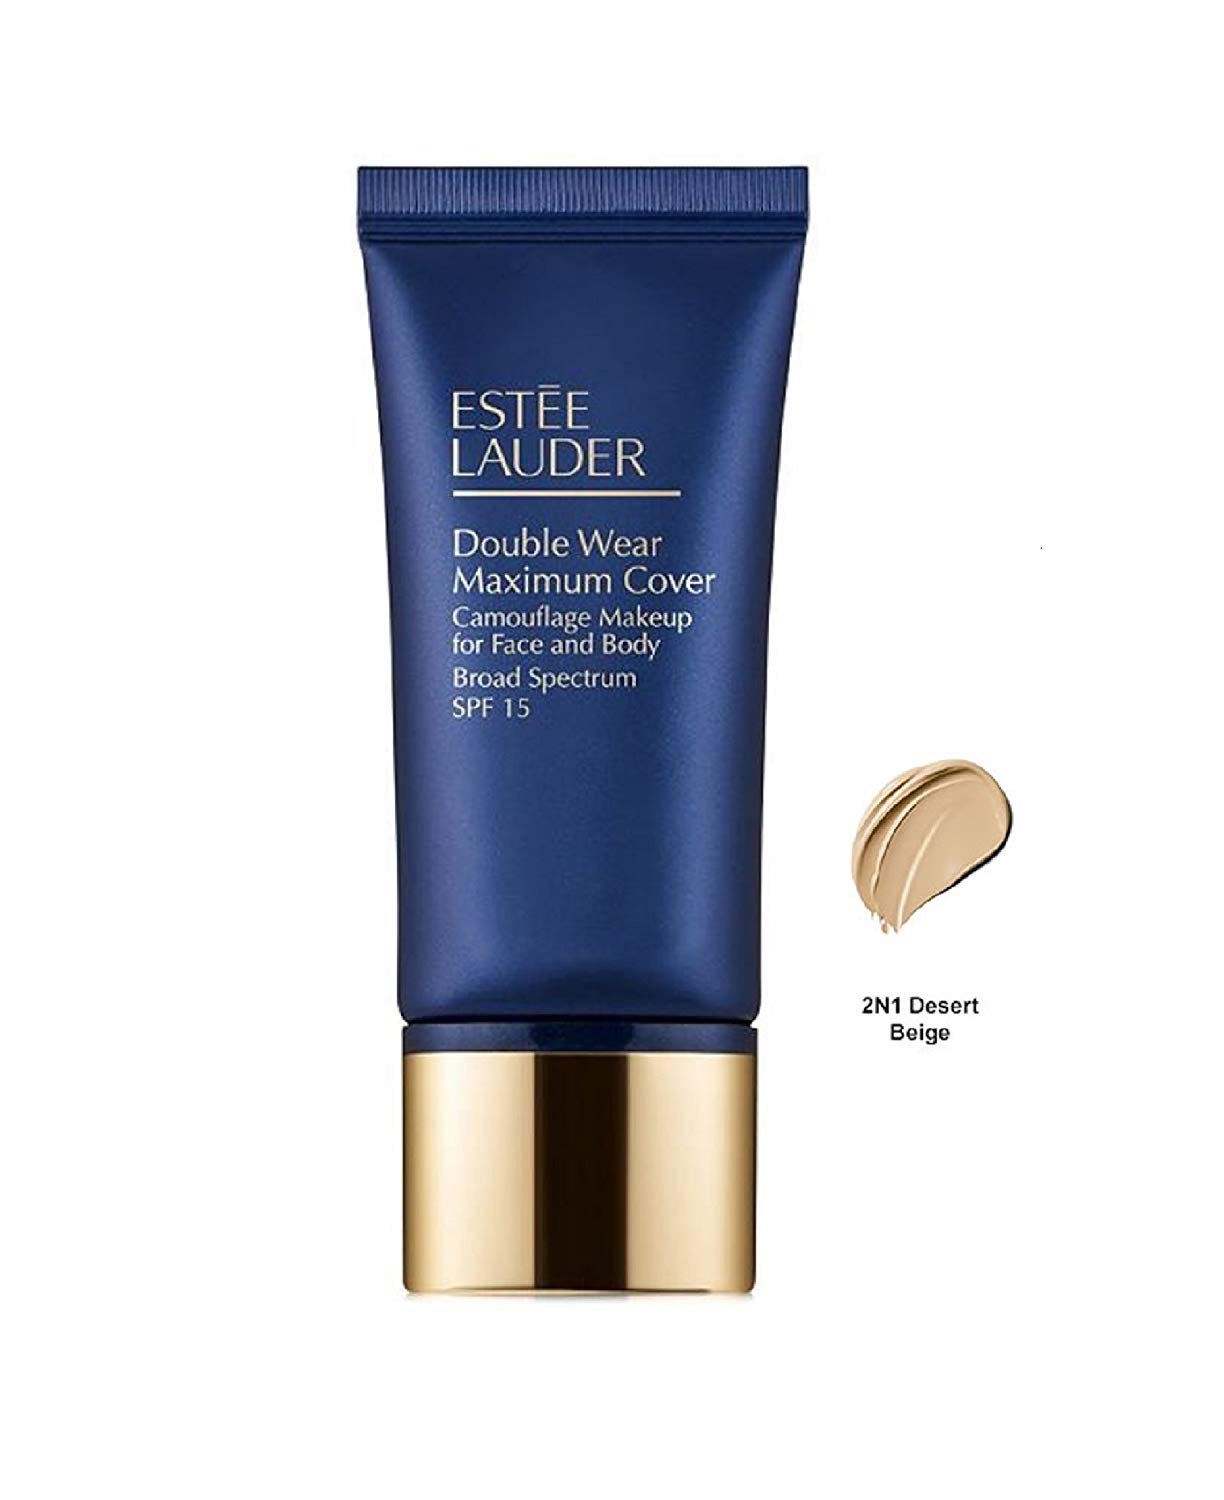 ESTĒE
LAUDER
Double Wear
Maximum Cover
Camouflage Makeup
for Face and Body
Broad Spectrum
SPF 15
2N1 Desert
Beige